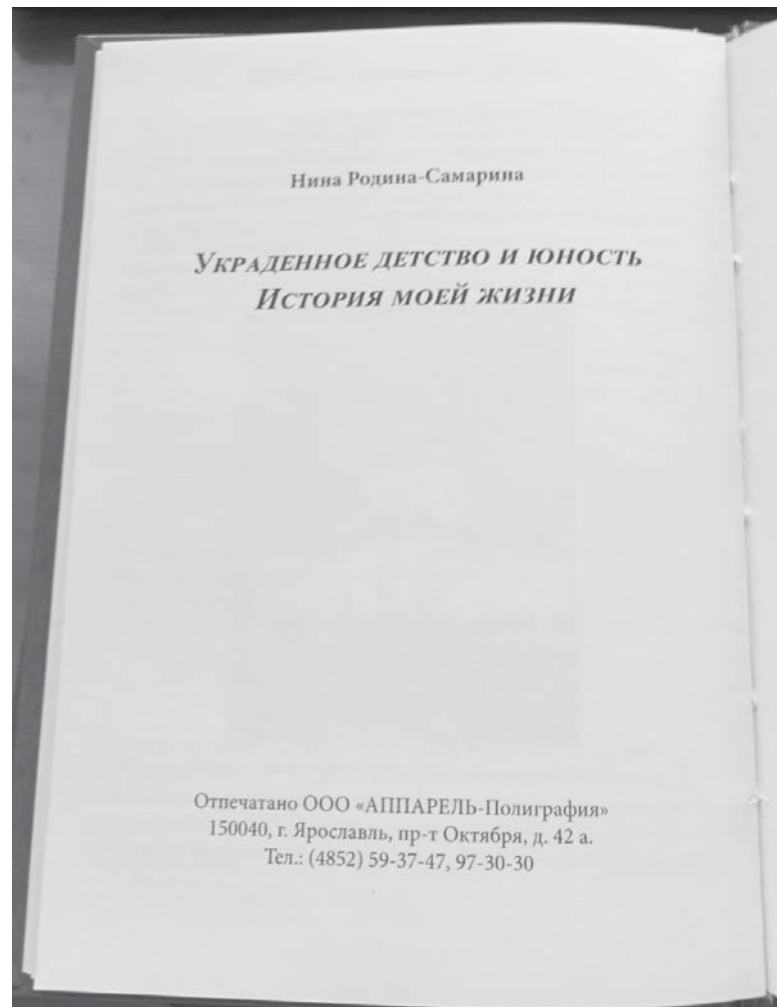 Нина Родина-Самарина
Украденное детство и юность
История моей жизни
Отпечатано ООО «АППАРЕЛЬ-Полиграфия»
150040, г. Ярославль, пр-т Октября, д. 42 а.
Тел.: (4852) 59-37-47, 97-30-30